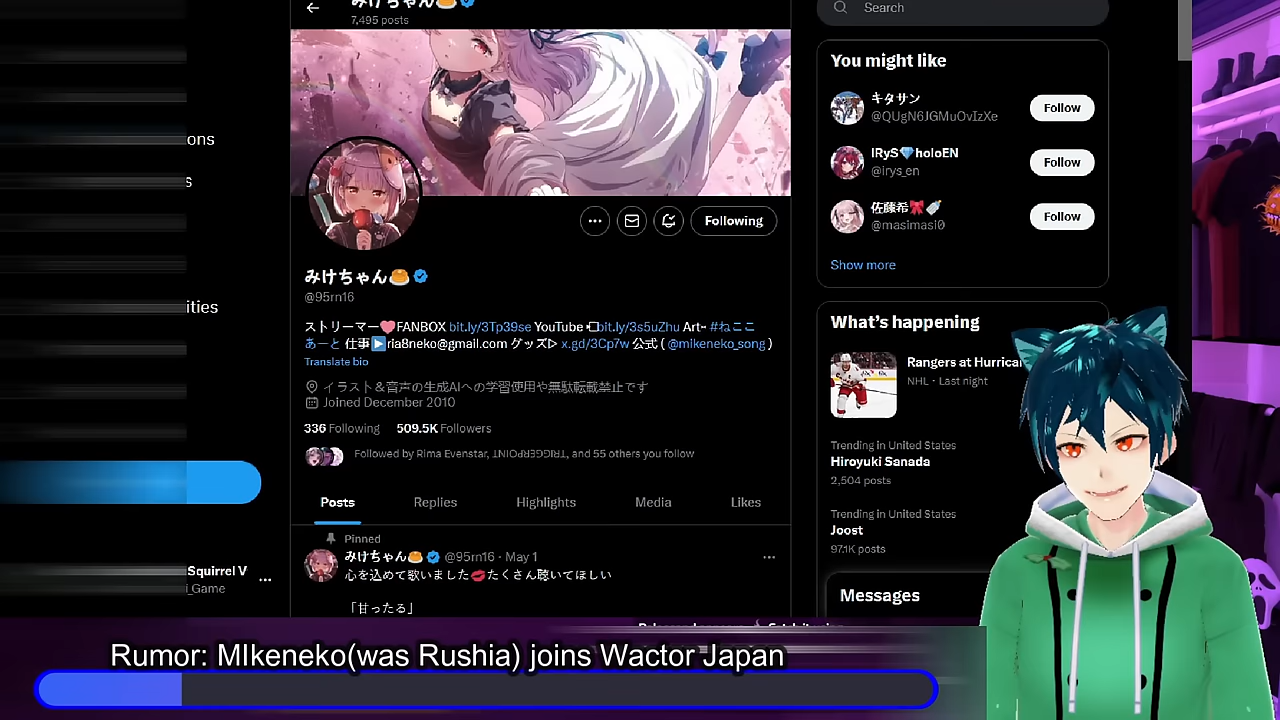 みけちゃん
7,495 posts
Search
ons
s
ities
Squirrel V
i_Game
Following
みけちゃん
@95rn16
ストリーマー FANBOX bit.ly/3Tp39se YouTube bit.ly/3s5uZhu Art- #ねここ
あーと 仕事 ria8neko@gmail.com グッズ▷ x.gd/3Cp7w 公式 ( @mikeneko_song )
Translate bio
イラスト&音声の生成AIへの学習使用や無駄転載禁止です
Joined December 2010
336 Following 509.5K Followers
Followed by Rima Evenstar, and 55 others you follow
Posts Replies Highlights Media Likes
Pinned
みけちゃん @95rn16 · May 1
心を込めて歌いました💋たくさん聴いてほしい
「甘ったる」
You might like
キタサン
@QUgN6JGMuOvIzXe
Follow
IRyS💎holoEN
@irys_en
Follow
佐藤希🎀🍼
@masimasi0
Follow
Show more
What's happening
Rangers at Hurrica
NHL · Last night
Trending in United States
Hiroyuki Sanada
2,504 posts
Trending in United States
Joost
97.1K posts
Messages
Rumor: MIkeneko(was Rushia) joins Wactor Japan